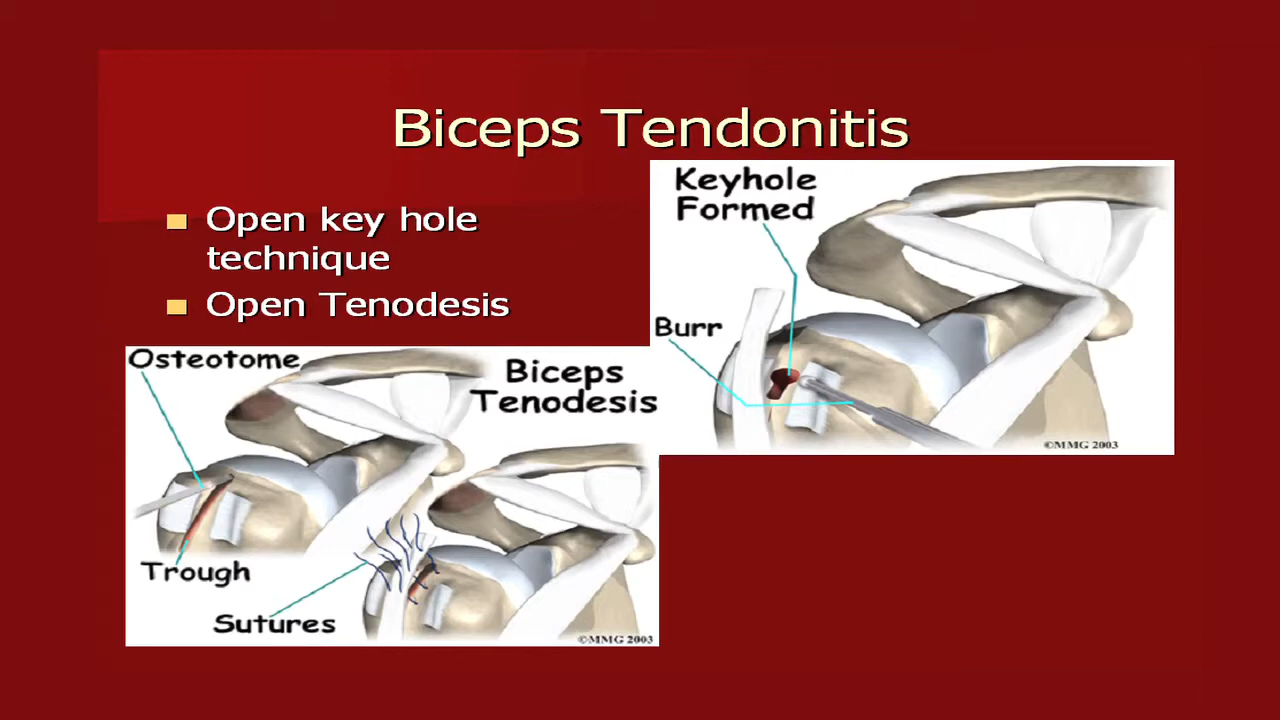 Biceps Tendonitis
Open key hole
technique
Open Tenodesis
Keyhole
Formed
Burr
©MMG 2003
Osteotome
Biceps
Tenodesis
Trough
Sutures
©MMG 2003